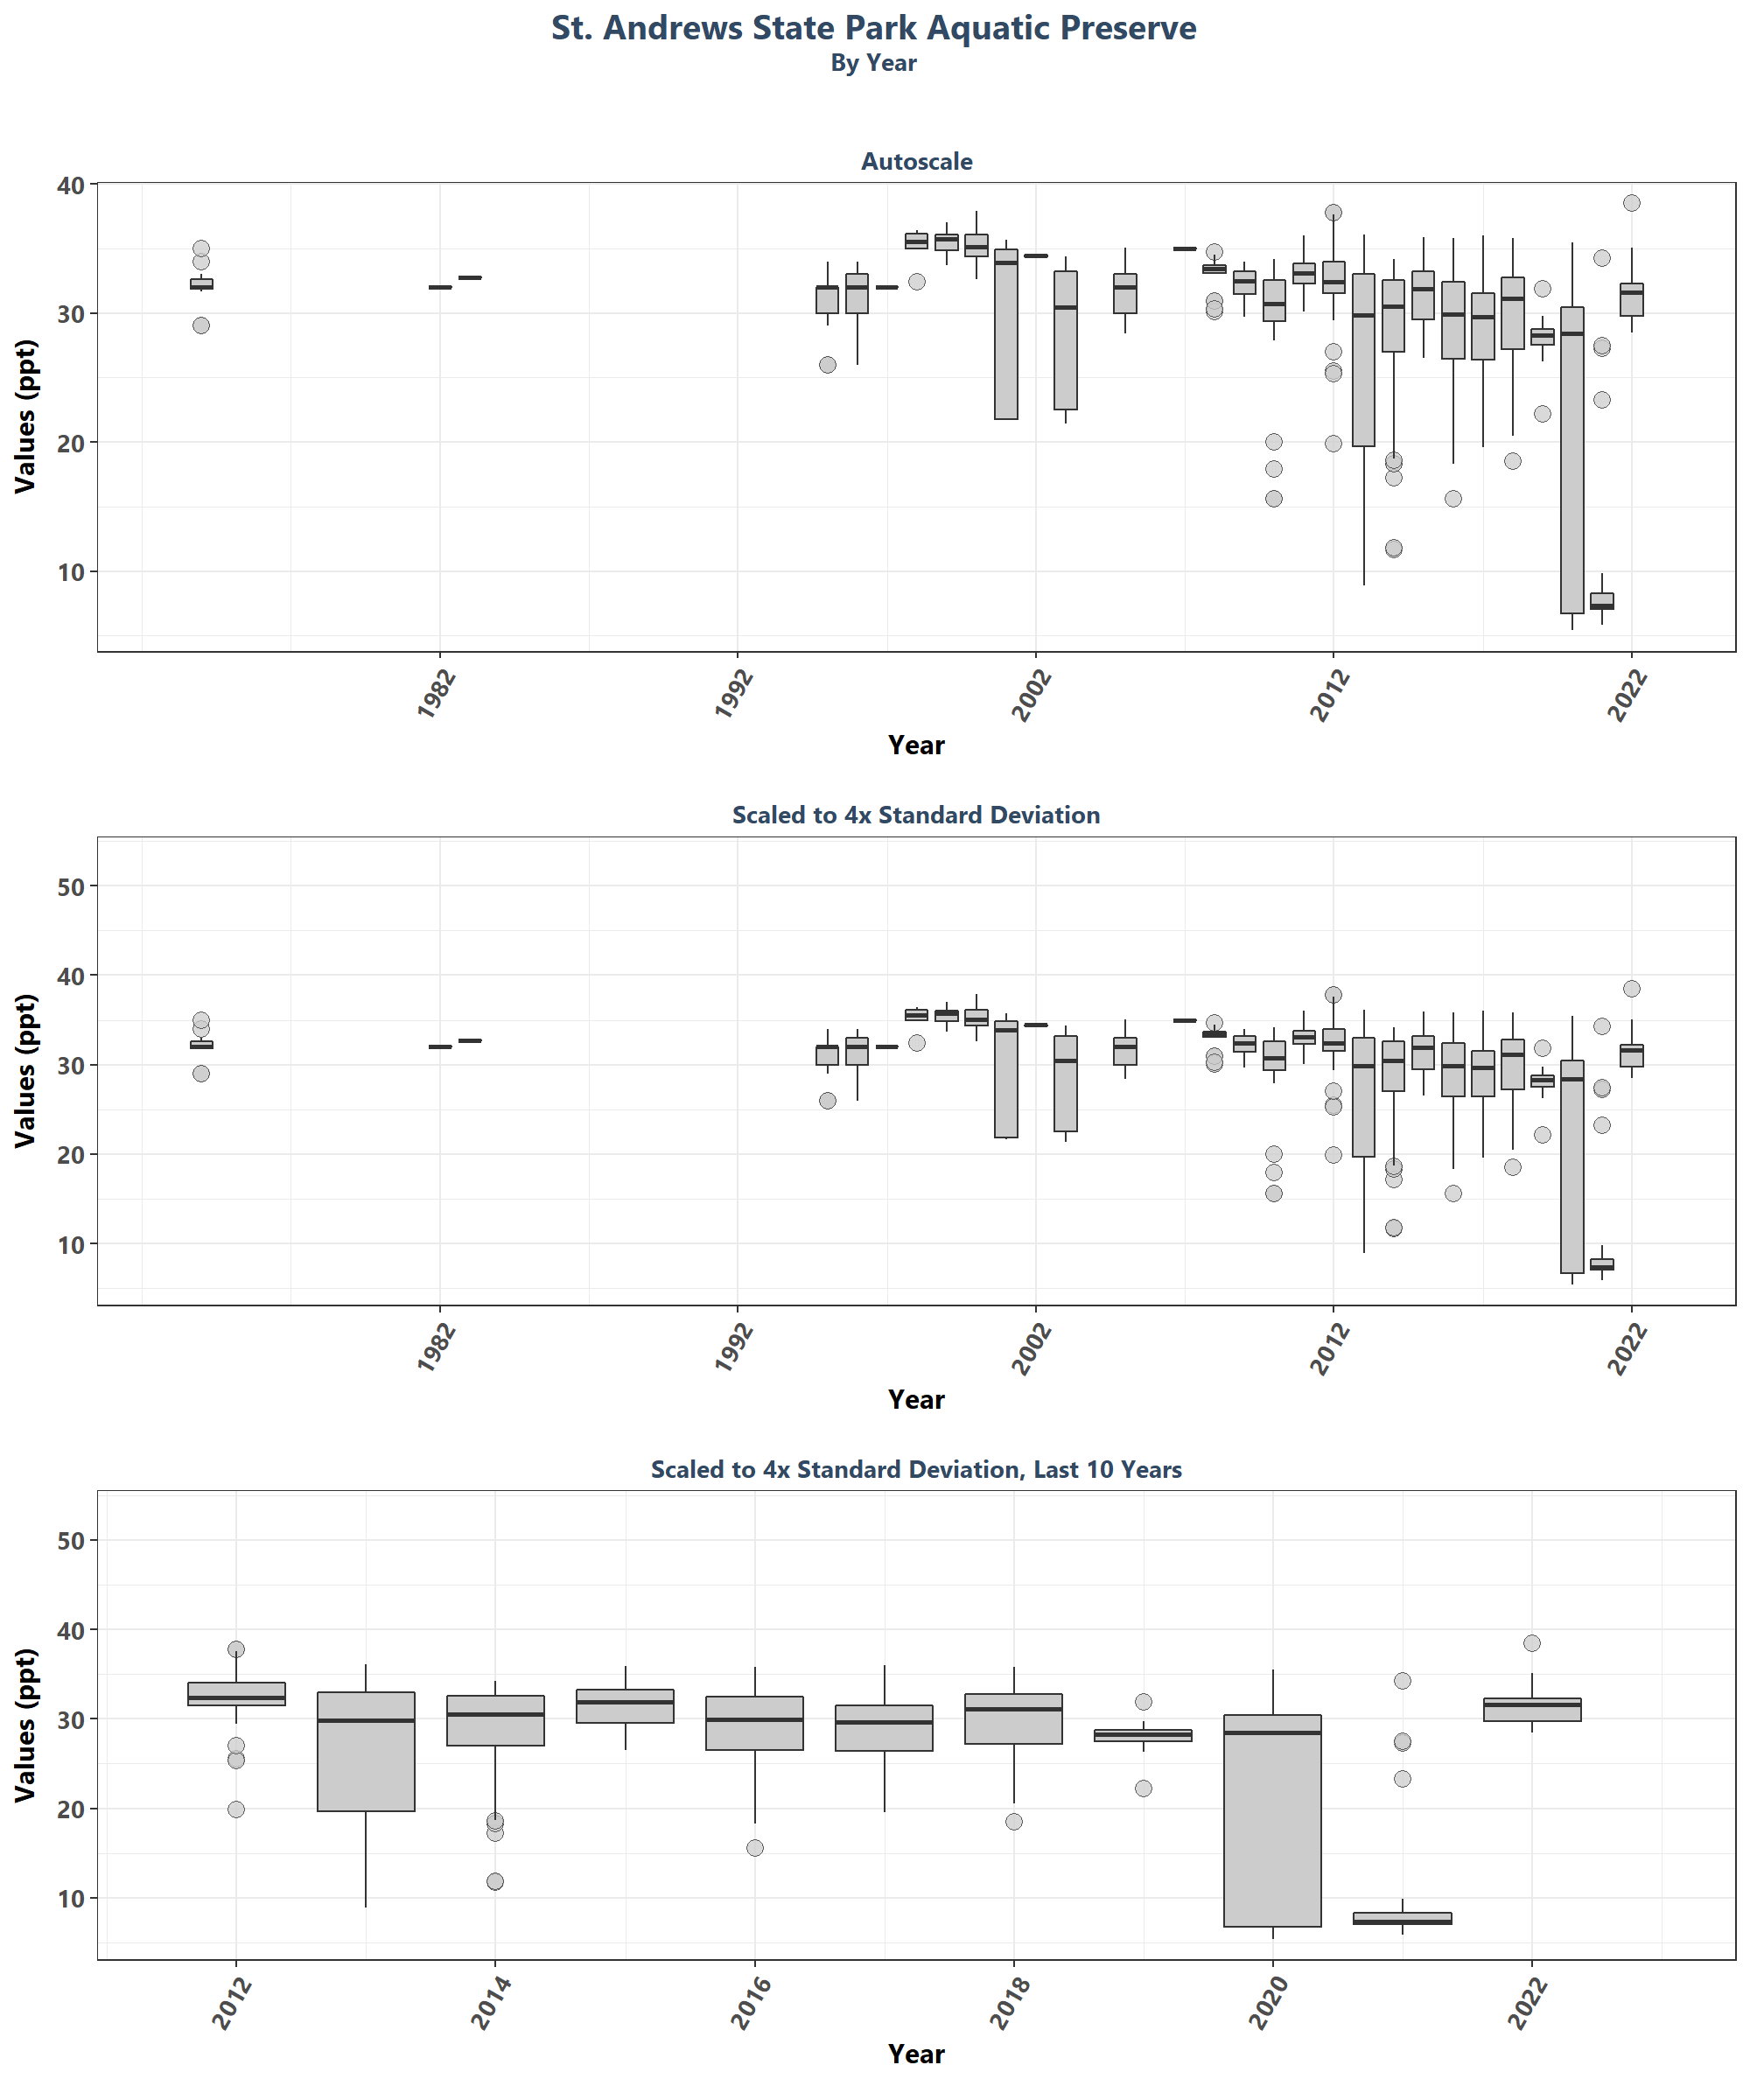 St. Andrews State Park Aquatic Preserve
By Year
Autoscale
Values (ppt)
40
30
20
10
1982
1992
2002
2012
2022
Year
Scaled to 4x Standard Deviation
Values (ppt)
50
40
30
20
10
1982
1992
2002
2012
2022
Year
Scaled to 4x Standard Deviation, Last 10 Years
Values (ppt)
50
40
30
20
10
2012
2014
2016
2018
2020
2022
Year